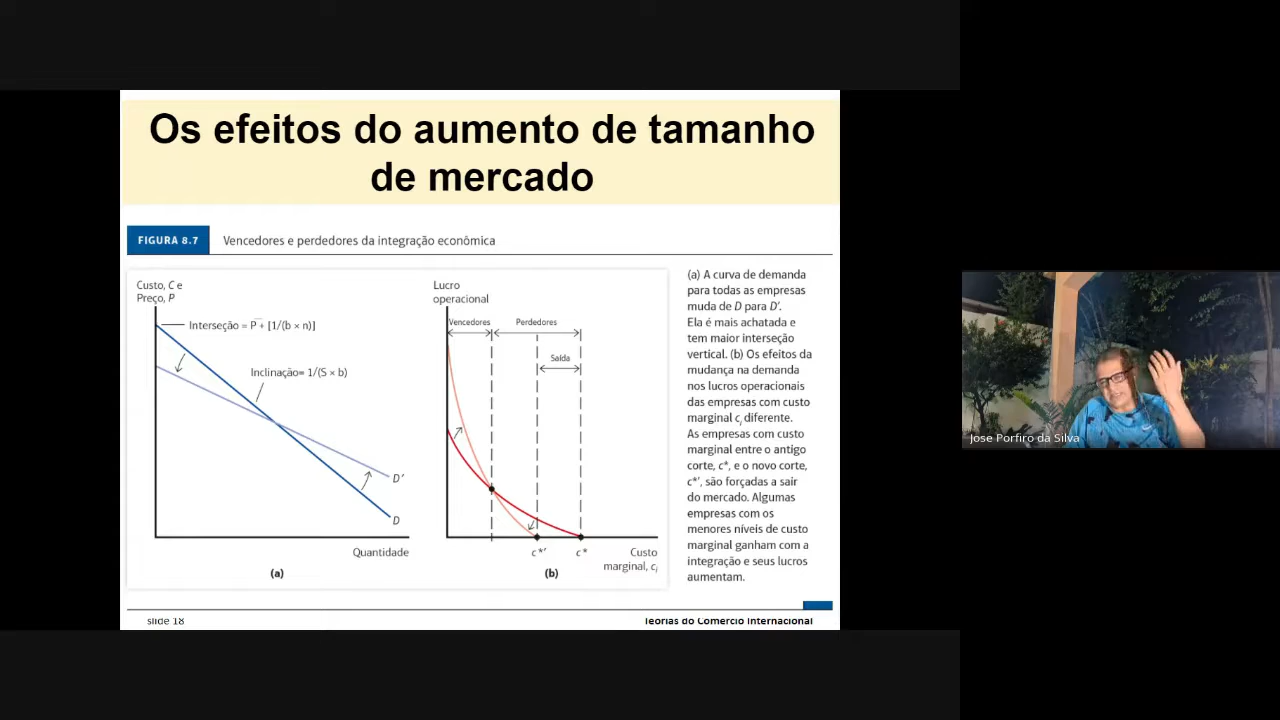 Os efeitos do aumento de tamanho
de mercado
FIGURA 8.7 Vencedores e perdedores da integração econômica
Custo, C e
Preço, P
Interseção = P̅ + [1/(b × n)]
Inclinação= 1/(S × b)
D'
D
Quantidade
(a)
Lucro
operacional
Vencedores
Perdedores
Saída
c*'
c*
Custo
marginal, ci
(b)
(a) A curva de demanda
para todas as empresas
muda de D para D'.
Ela é mais achatada e
tem maior interseção
vertical. (b) Os efeitos da
mudança na demanda
nos lucros operacionais
das empresas com custo
marginal ci diferente.
As empresas com custo
marginal entre o antigo
corte, c*, e o novo corte,
c*', são forçadas a sair
do mercado. Algumas
empresas com os
menores níveis de custo
marginal ganham com a
integração e seus lucros
aumentam.
slide 18
Teorias do Comércio Internacional
Jose Porfiro da Silva